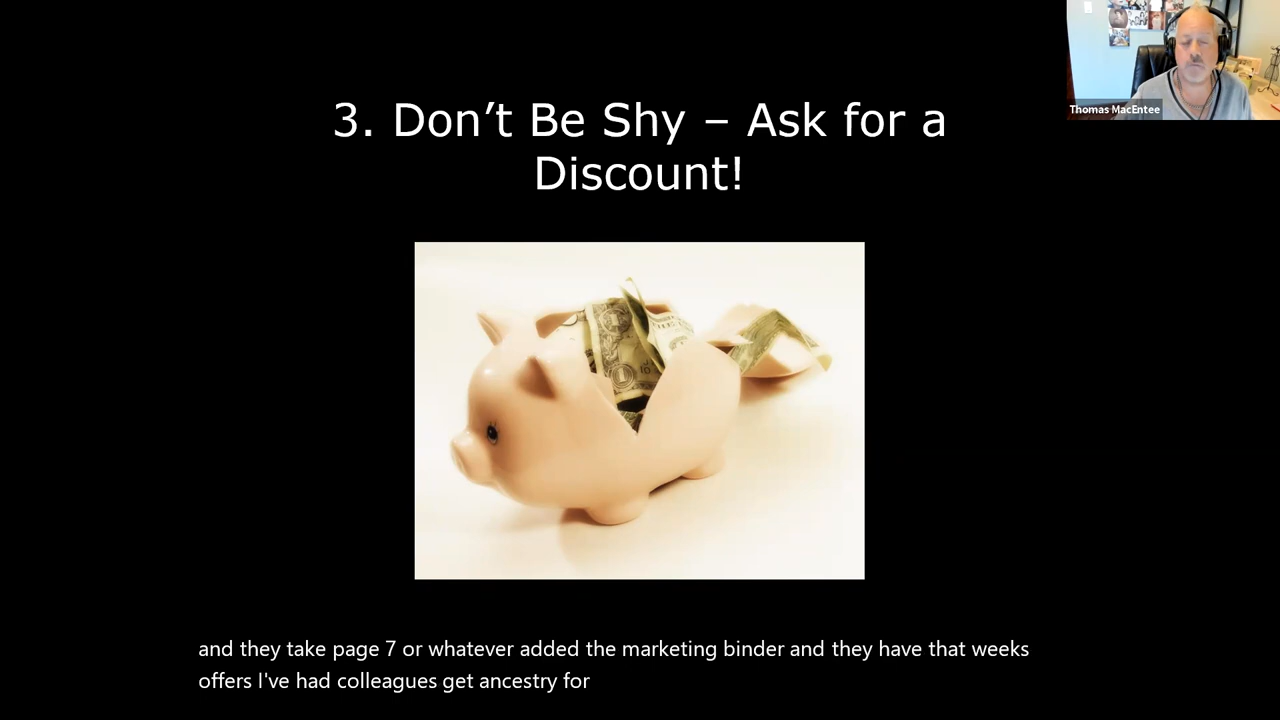 3. Don’t Be Shy – Ask for a
Discount!
Thomas MacEntee
and they take page 7 or whatever added the marketing binder and they have that weeks
offers I've had colleagues get ancestry for